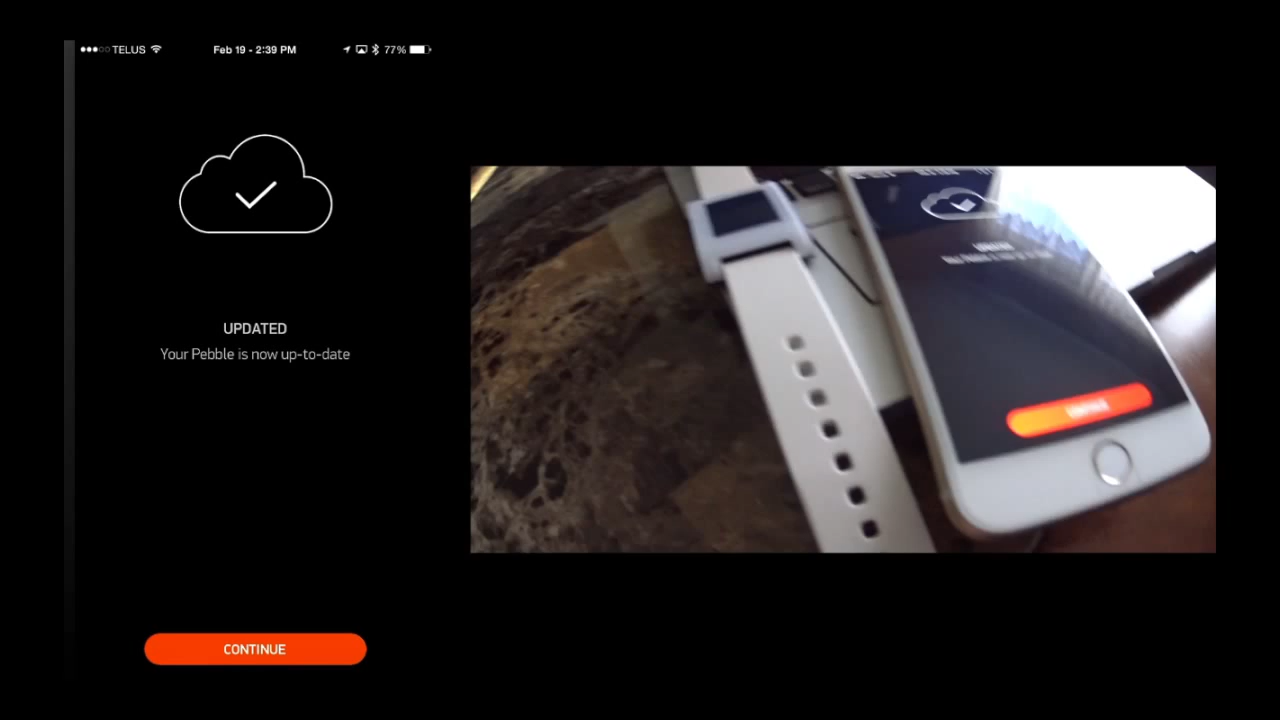 TELUS Feb 19 - 2:39 PM 77%
UPDATED
Your Pebble is now up-to-date
CONTINUE